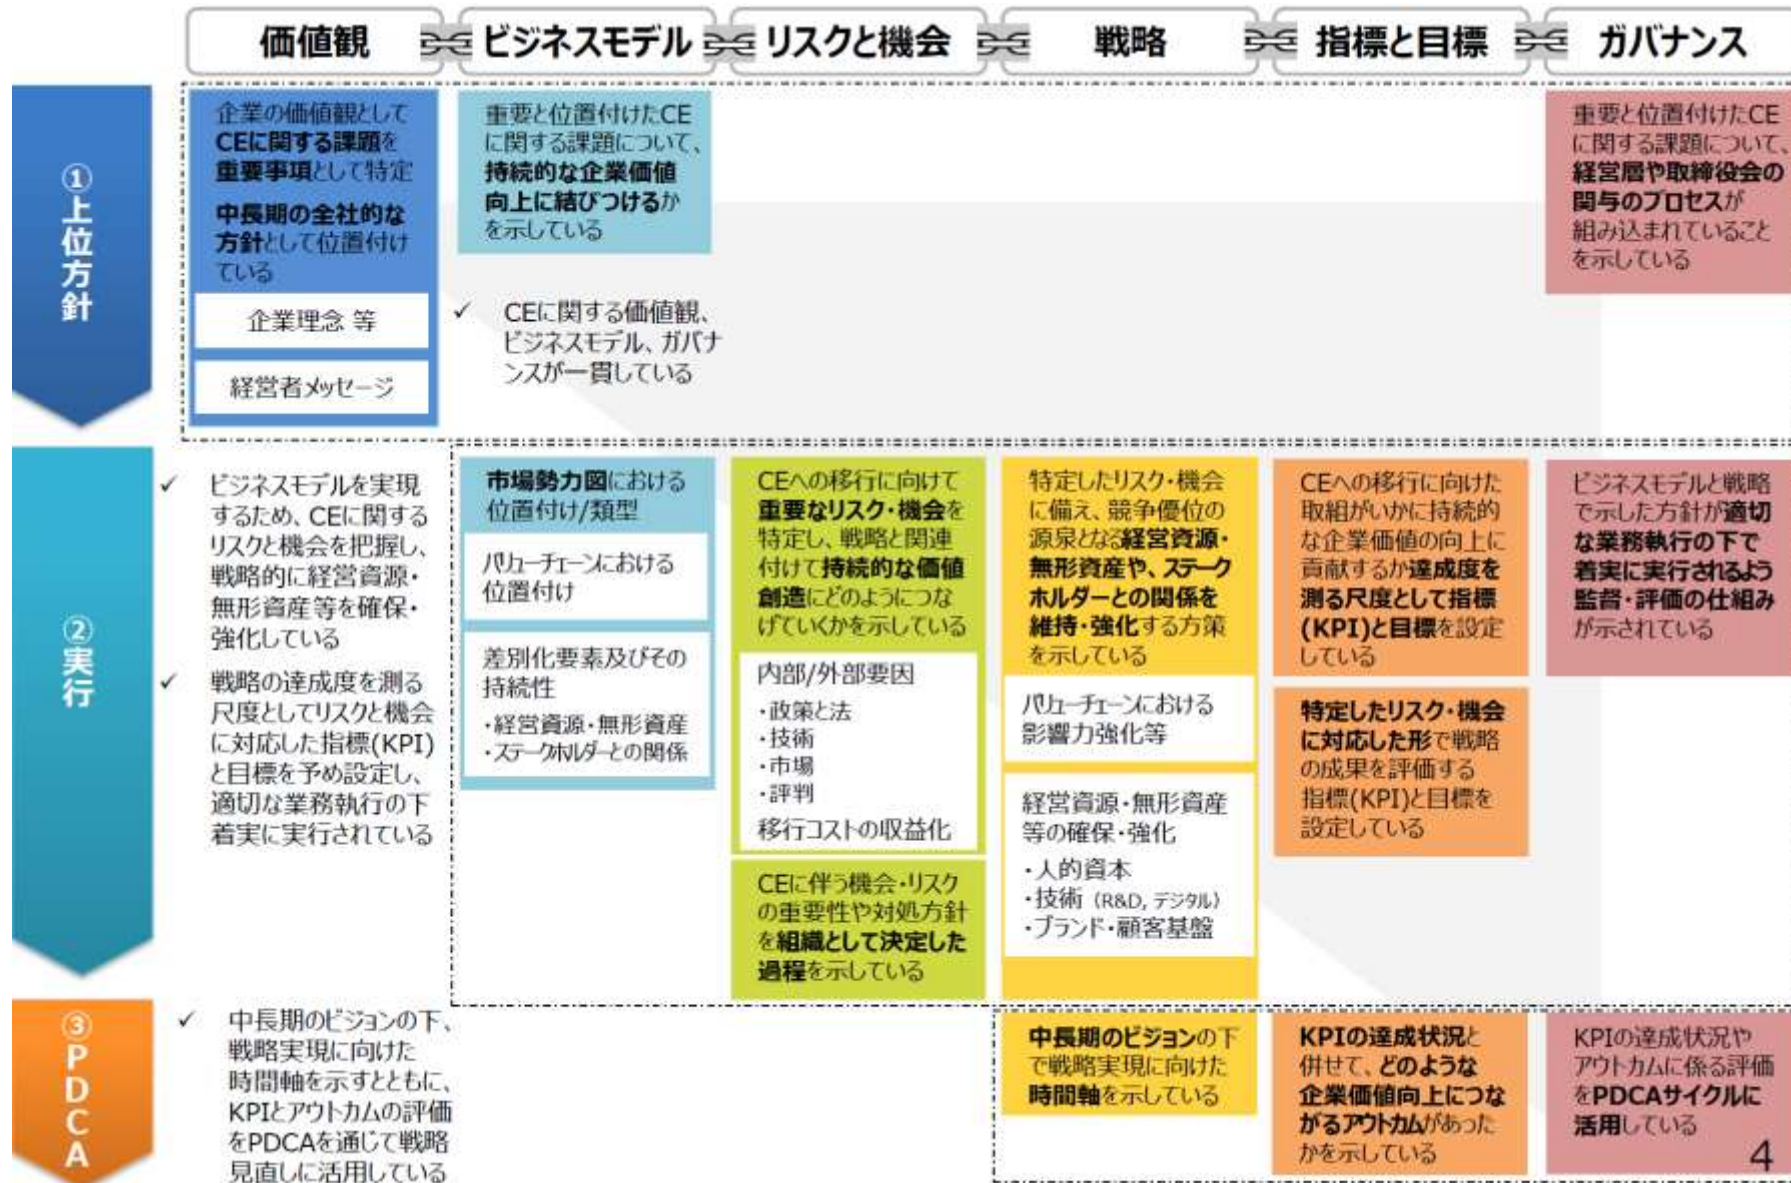 価値観
ビジネスモデル
リスクと機会
戦略
指標と目標
ガバナンス
①上位方針
企業の価値観として
CEに関する課題を
重要事項として特定
中長期の全社的な
方針として位置付け
ている
企業理念 等
経営者メッセージ
重要と位置付けたCE
に関する課題について、
持続的な企業価値
向上に結びつけるか
を示している
✓ CEに関する価値観、
ビジネスモデル、ガバナ
ンスが一貫している
重要と位置付けたCE
に関する課題について、
経営層や取締役会の
関与のプロセスが
組み込まれていること
を示している
②実行
✓ ビジネスモデルを実現
するため、CEに関する
リスクと機会を把握し、
戦略的に経営資源・
無形資産等を確保・
強化している
✓ 戦略の達成度を測る
尺度としてリスクと機会
に対応した指標(KPI)
と目標を予め設定し、
適切な業務執行の下
着実に実行されている
市場勢力図における
位置付け/類型
バリューチェーンにおける
位置付け
差別化要素及びその
持続性
・経営資源・無形資産
・ステークホルダーとの関係
CEへの移行に向けて
重要なリスク・機会を
特定し、戦略と関連
付けて持続的な価値
創造にどのようにつな
げていくかを示している
内部/外部要因
・政策と法
・技術
・市場
・評判
移行コストの収益化
CEに伴う機会・リスク
の重要性や対処方針
を組織として決定した
過程を示している
特定したリスク・機会
に備え、競争優位の
源泉となる経営資源・
無形資産や、ステーク
ホルダーとの関係を
維持・強化する方策
を示している
バリューチェーンにおける
影響力強化等
経営資源・無形資産
等の確保・強化
・人的資本
・技術 (R&D, デジタル)
・ブランド・顧客基盤
CEへの移行に向けた
取組がいかに持続的
な企業価値の向上に
貢献するか達成度を
測る尺度として指標
(KPI)と目標を設定
している
特定したリスク・機会
に対応した形で戦略
の成果を評価する
指標(KPI)と目標を
設定している
ビジネスモデルと戦略
で示した方針が適切
な業務執行の下で
着実に実行されるよう
監督・評価の仕組み
が示されている
③PDCA
✓ 中長期のビジョンの下、
戦略実現に向けた
時間軸を示すとともに、
KPIとアウトカムの評価
をPDCAを通じて戦略
見直しに活用している
中長期のビジョンの下
で戦略実現に向けた
時間軸を示している
KPIの達成状況と
併せて、どのような
企業価値向上につな
がるアウトカムがあった
かを示している
KPIの達成状況や
アウトカムに係る評価
をPDCAサイクルに
活用している
4